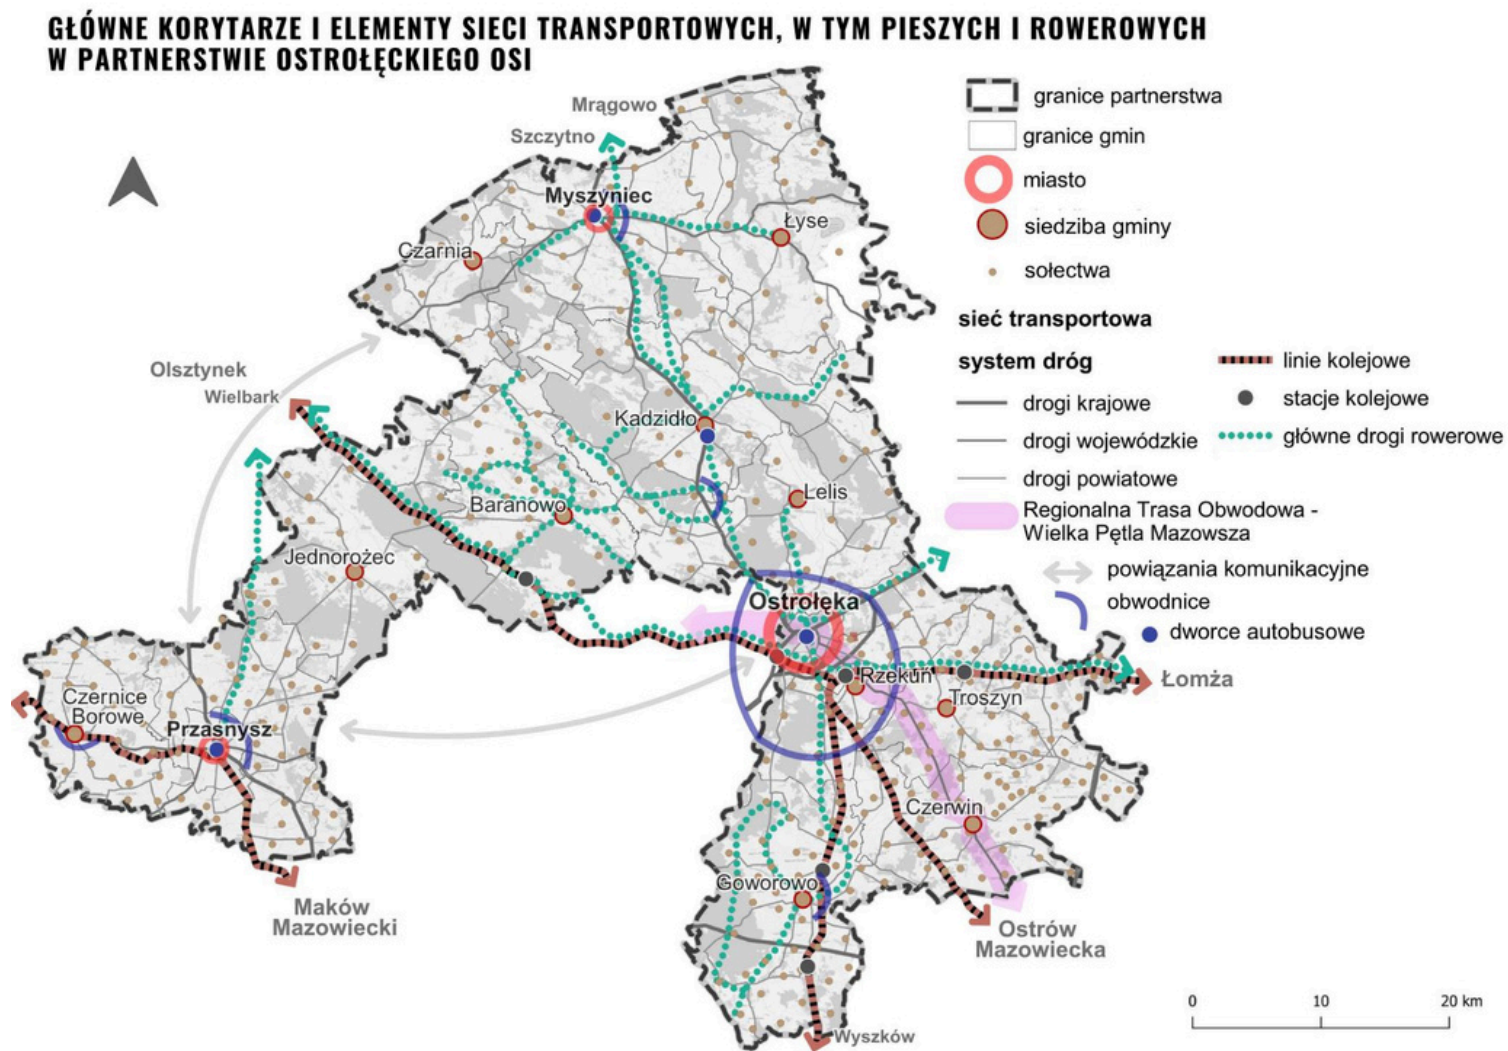 GŁÓWNE KORYTARZE I ELEMENTY SIECI TRANSPORTOWYCH, W TYM PIESZYCH I ROWEROWYCH
W PARTNERSTWIE OSTROŁĘCKIEGO OSI
Mrągowo
Szczytno
Myszyniec
Łyse
Czarnia
Olsztynek
Wielbark
Kadzidło
Lelis
Baranowo
Jednorożec
Ostrołęka
Rzekuń
Troszyn
Łomża
Czernice
Borowe
Przasnysz
Czerwin
Goworowo
Maków
Mazowiecki
Ostrów
Mazowiecka
Wyszków
granice partnerstwa
granice gmin
miasto
siedziba gminy
sołectwa
sieć transportowa
system dróg
drogi krajowe
drogi wojewódzkie
drogi powiatowe
linie kolejowe
stacje kolejowe
główne drogi rowerowe
Regionalna Trasa Obwodowa -
Wielka Pętla Mazowsza
powiązania komunikacyjne
obwodnice
dworce autobusowe
0 10 20 km